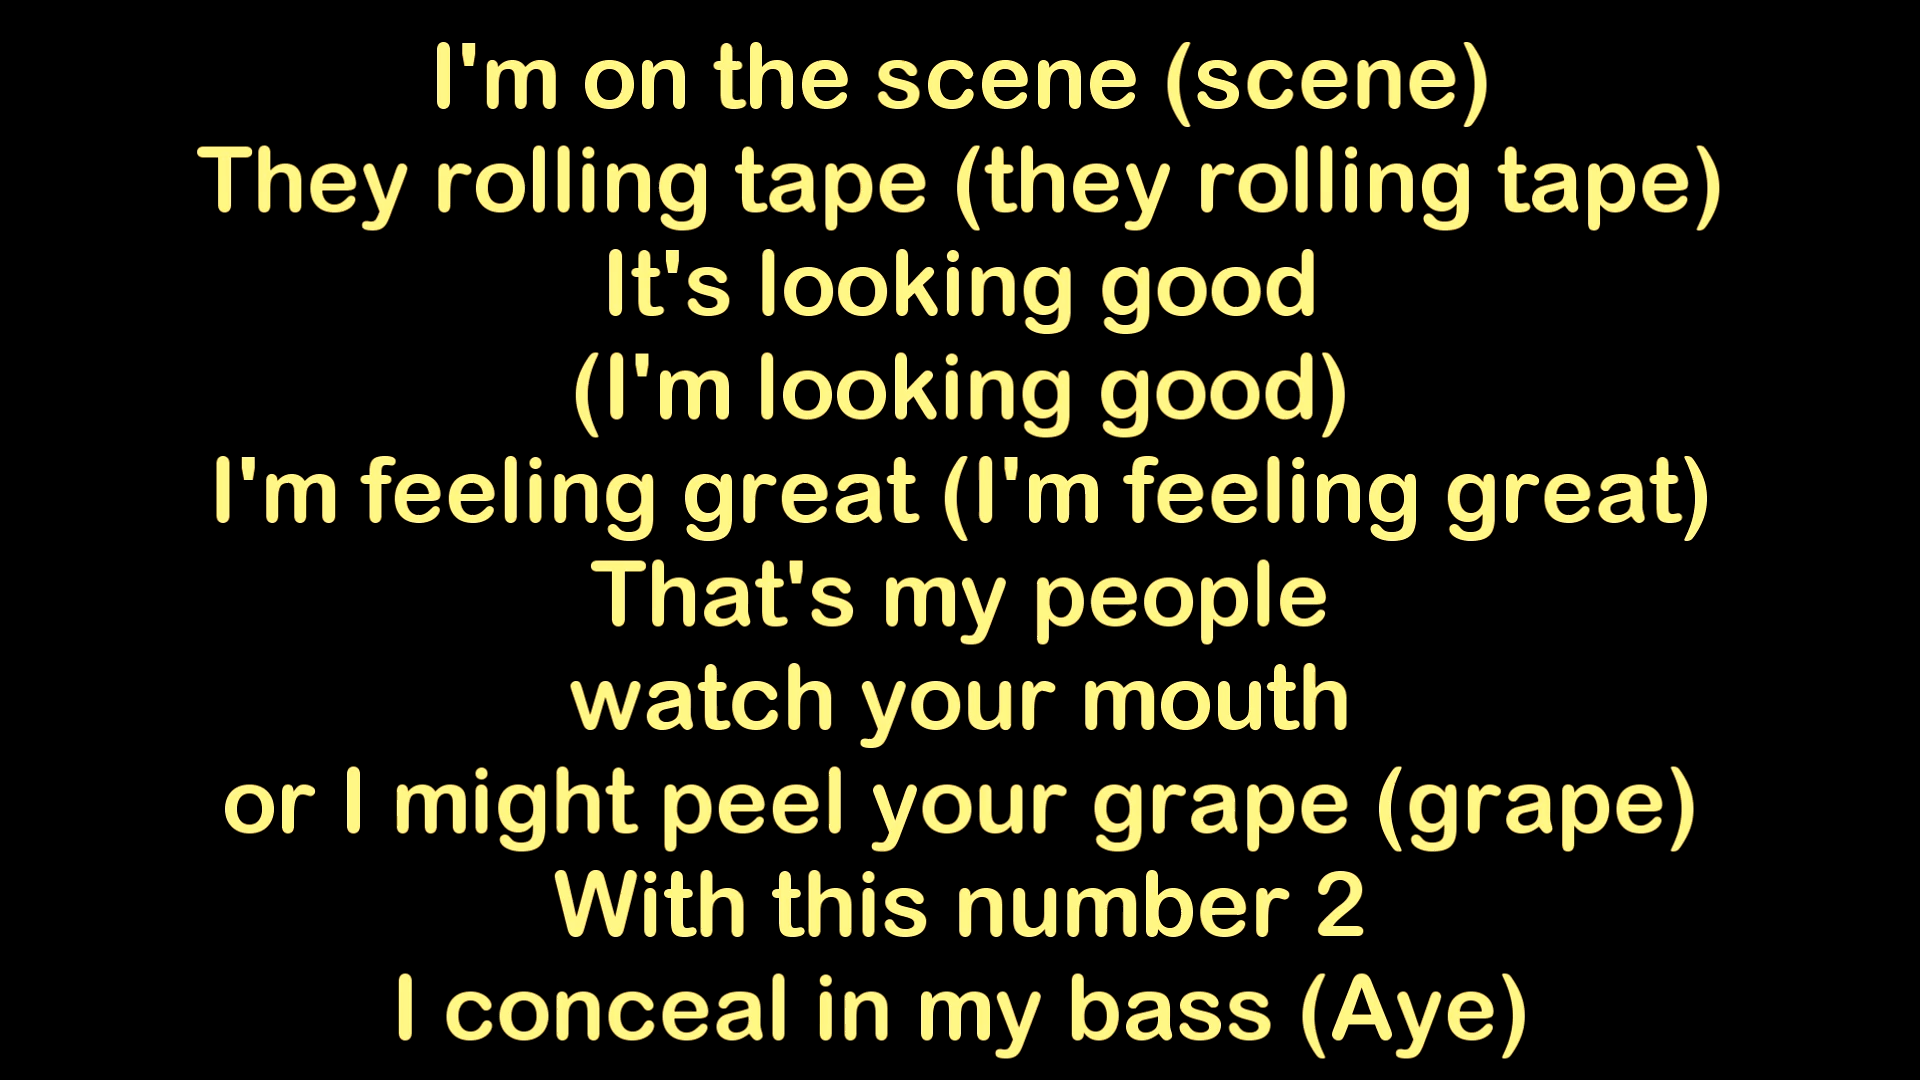 I'm on the scene (scene)
They rolling tape (they rolling tape)
It's looking good
(I'm looking good)
I'm feeling great (I'm feeling great)
That's my people
watch your mouth
or I might peel your grape (grape)
With this number 2
I conceal in my bass (Aye)